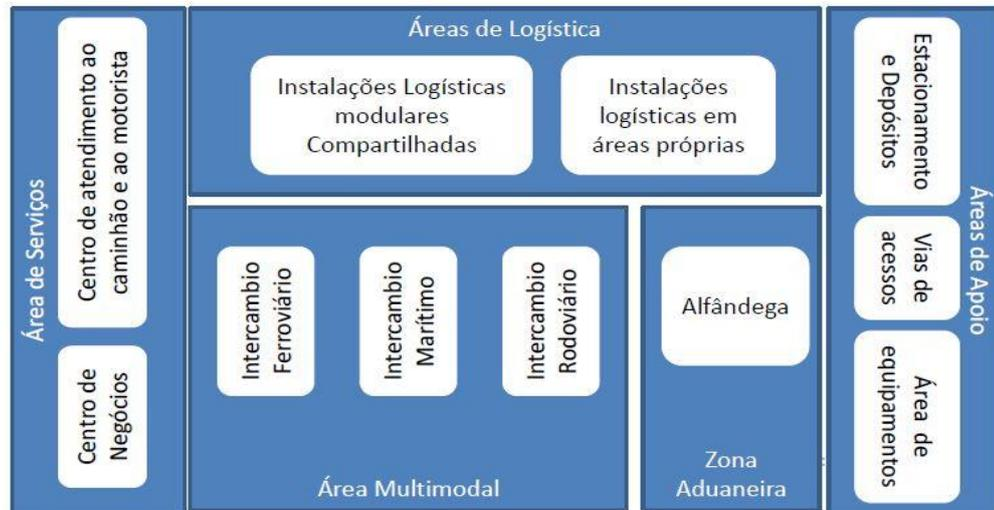 Área de Serviços
Centro de atendimento ao
caminhão e ao motorista
Centro de
Negócios
Áreas de Logística
Instalações Logísticas
modulares
Compartilhadas
Instalações
logísticas em
áreas próprias
Intercambio
Ferroviário
Intercambio
Marítimo
Intercambio
Rodoviário
Área Multimodal
Alfândega
Zona
Aduaneira
Estacionamento
e Depósitos
Vias de
acessos
Área de
equipamentos
Áreas de Apoio